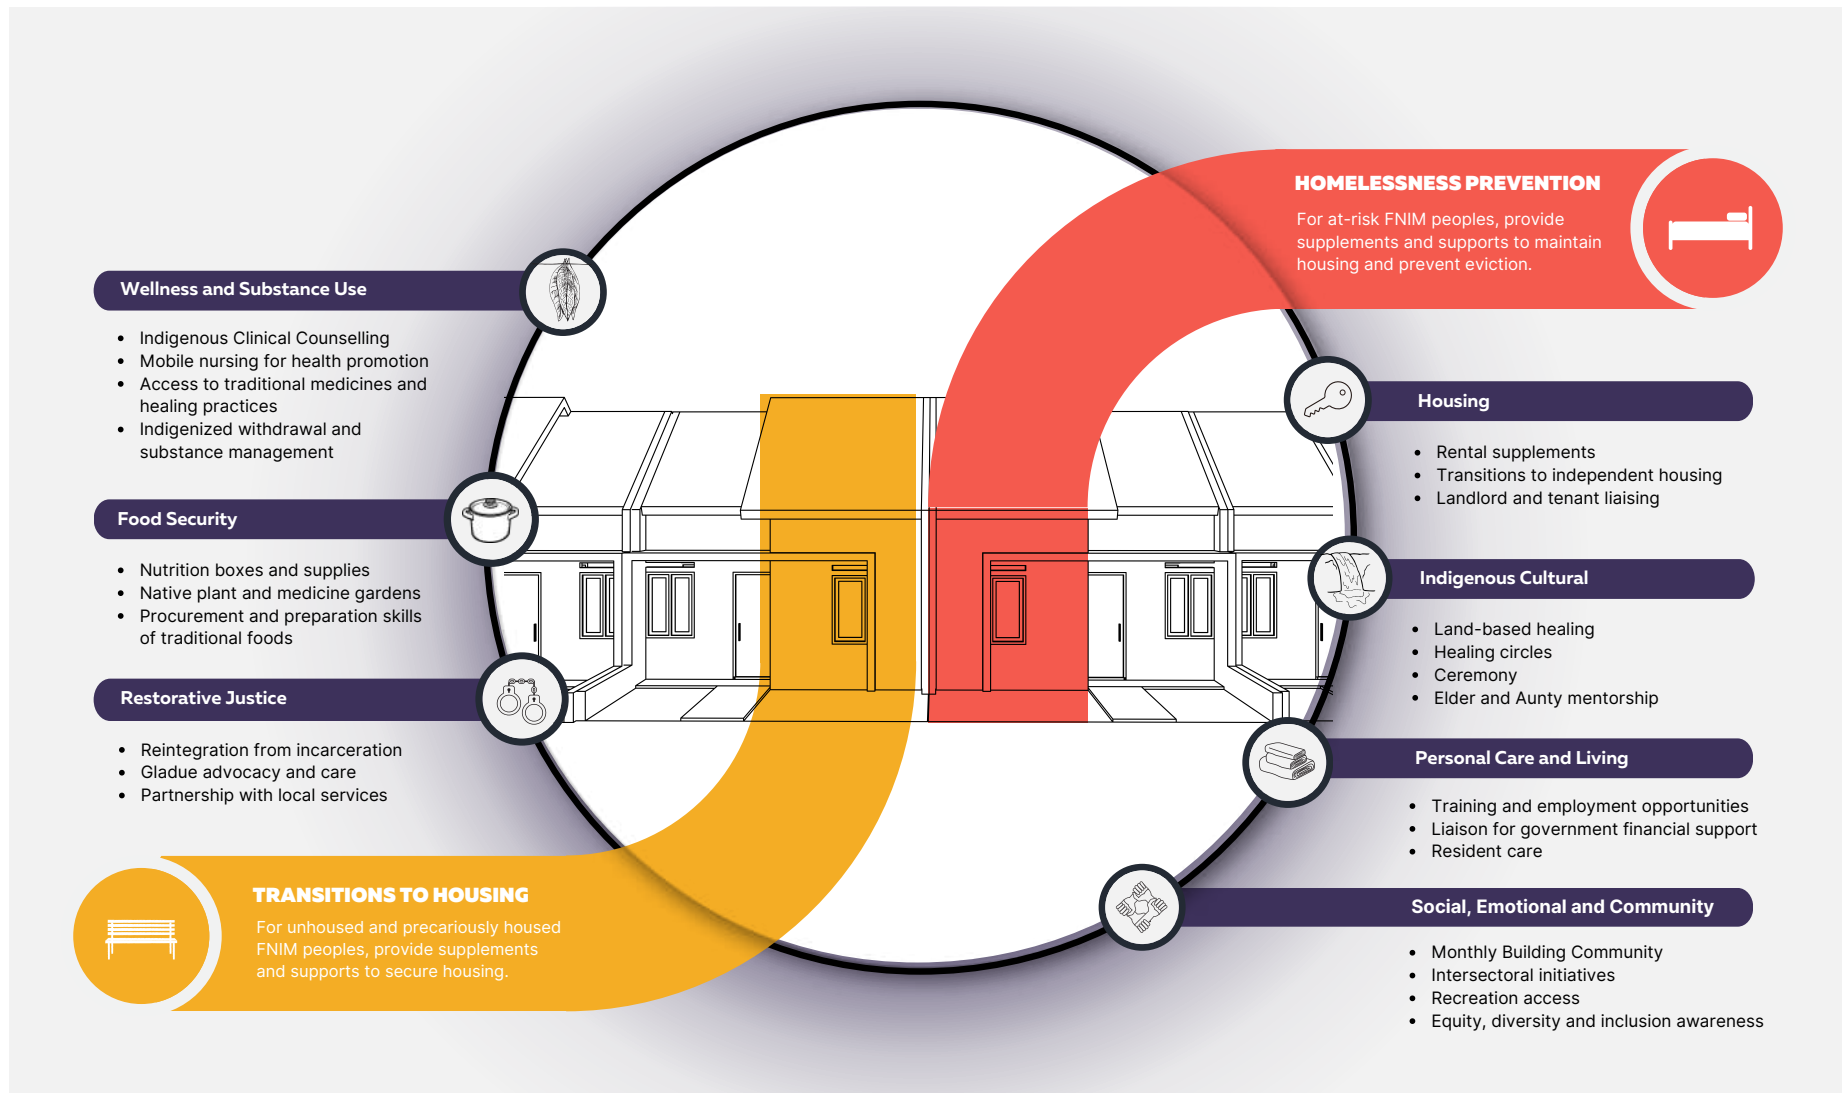 Wellness and Substance Use
Indigenous Clinical Counselling
Mobile nursing for health promotion
Access to traditional medicines and
healing practices
Indigenized withdrawal and
substance management
Food Security
Nutrition boxes and supplies
Native plant and medicine gardens
Procurement and preparation skills
of traditional foods
Restorative Justice
Reintegration from incarceration
Gladue advocacy and care
Partnership with local services
TRANSITIONS TO HOUSING
For unhoused and precariously housed
FNIM peoples, provide supplements
and supports to secure housing.
HOMELESSNESS PREVENTION
For at-risk FNIM peoples, provide
supplements and supports to maintain
housing and prevent eviction.
Housing
Rental supplements
Transitions to independent housing
Landlord and tenant liaising
Indigenous Cultural
Land-based healing
Healing circles
Ceremony
Elder and Aunty mentorship
Personal Care and Living
Training and employment opportunities
Liaison for government financial support
Resident care
Social, Emotional and Community
Monthly Building Community
Intersectoral initiatives
Recreation access
Equity, diversity and inclusion awareness